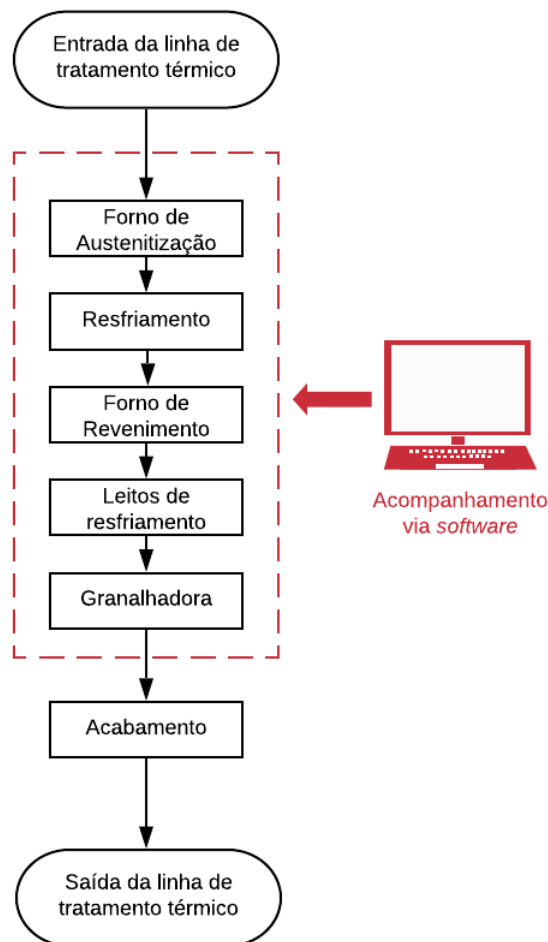 Entrada da linha de
tratamento térmico
Forno de
Austenitização
Resfriamento
Forno de
Revenimento
Leitos de
resfriamento
Granalhadora
Acompanhamento
via software
Acabamento
Saída da linha de
tratamento térmico